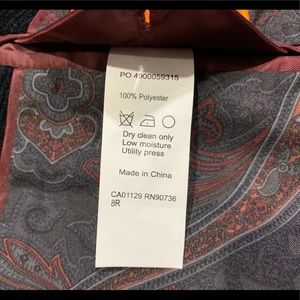 PO 4900059315
100% Polyester
Dry clean only
Low moisture
Utility press
Made in China
CA01129 RN90736
8R